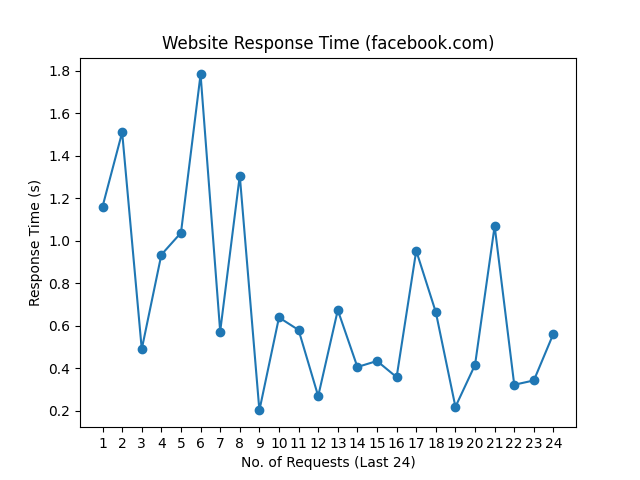 Website Response Time (facebook.com)
Response Time (s)
1.8
1.6
1.4
1.2
1.0
0.8
0.6
0.4
0.2
1 2 3 4 5 6 7 8 9 10 11 12 13 14 15 16 17 18 19 20 21 22 23 24
No. of Requests (Last 24)